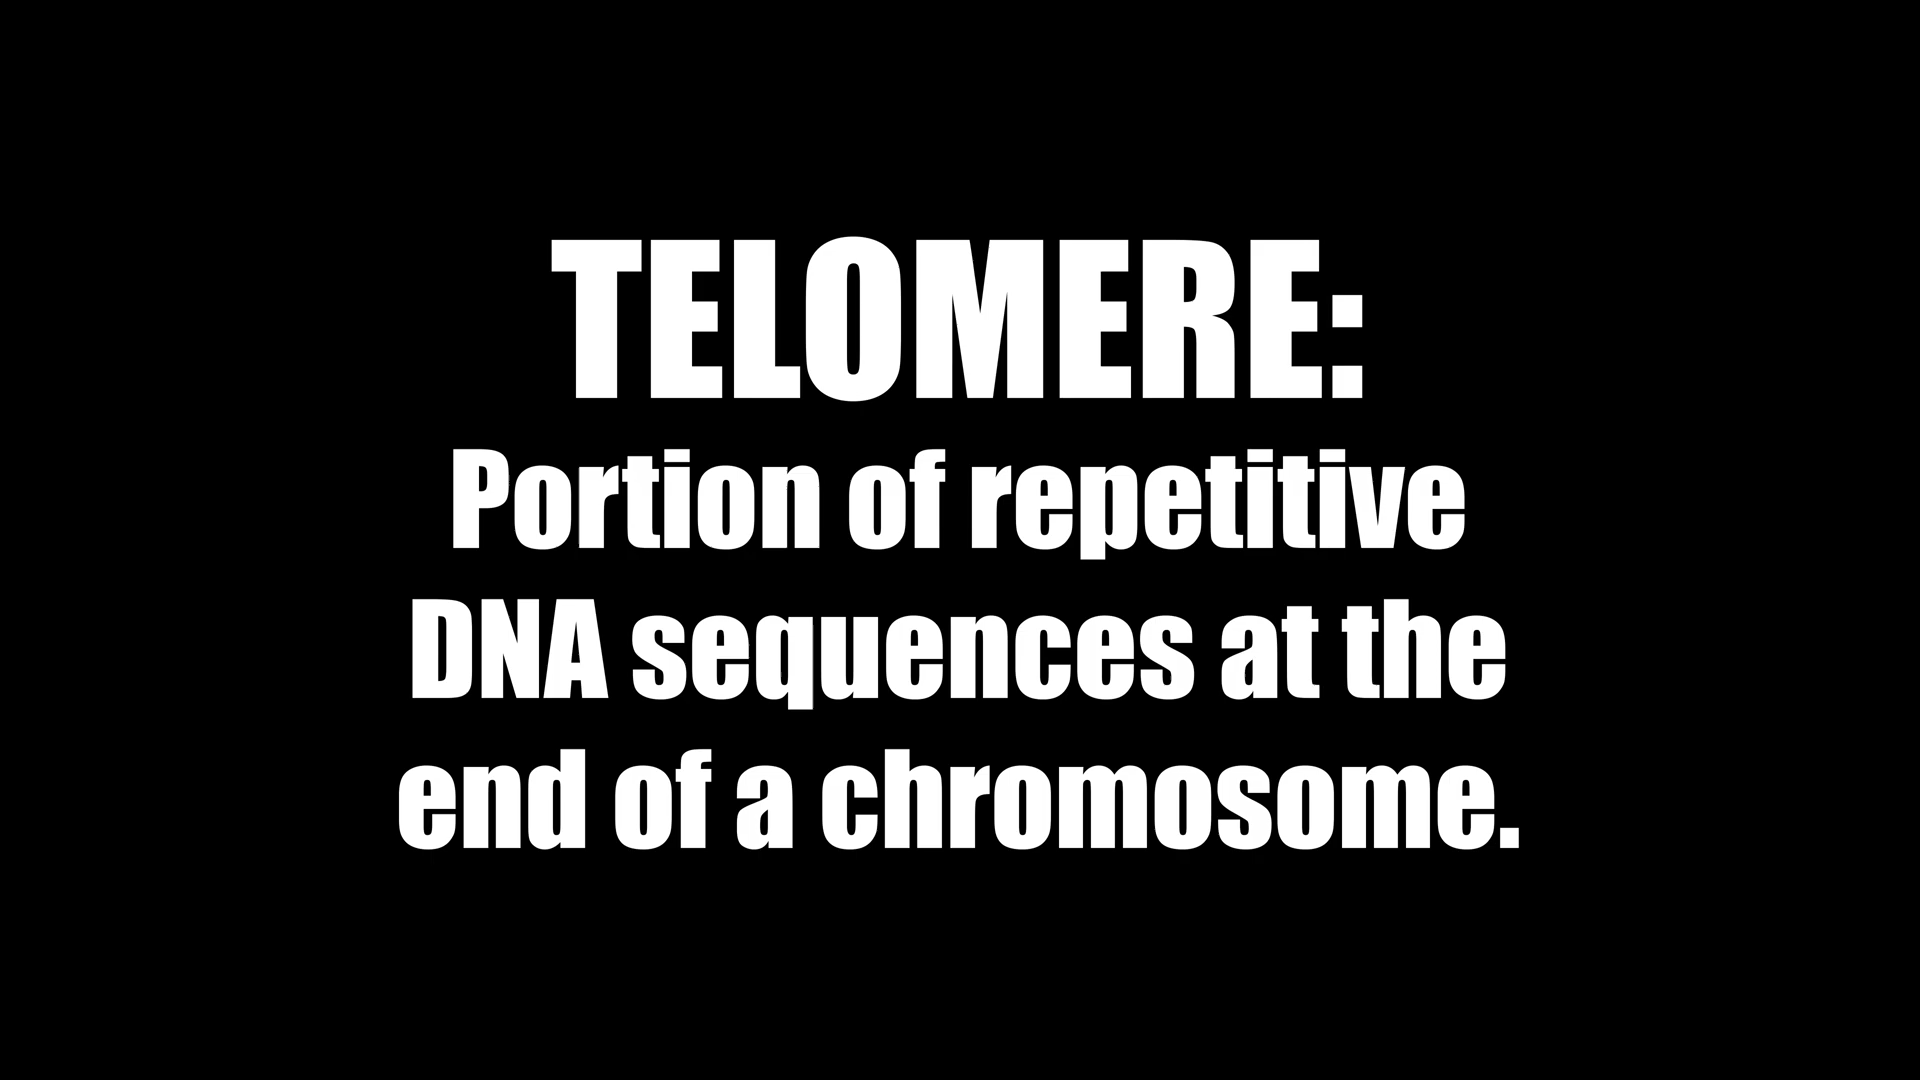 TELOMERE:
Portion of repetitive
DNA sequences at the
end of a chromosome.